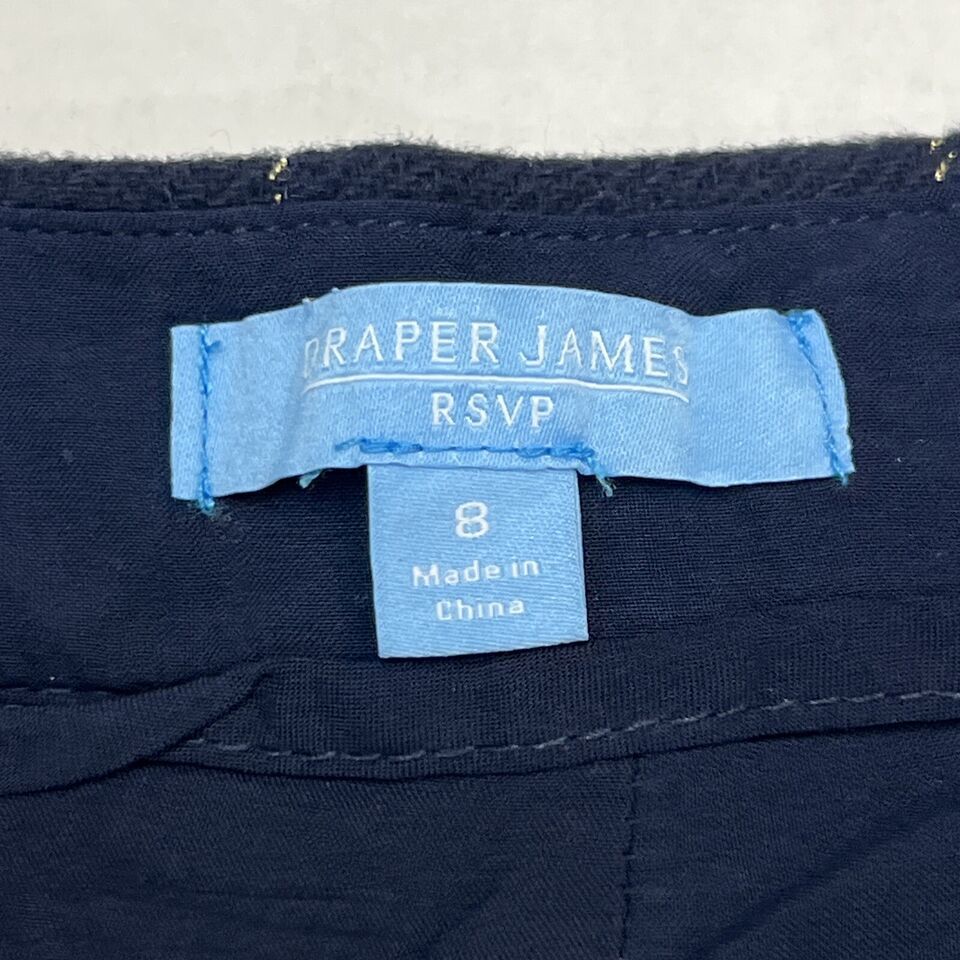 DRAPER JAMES
RSVP
8
Made in
China